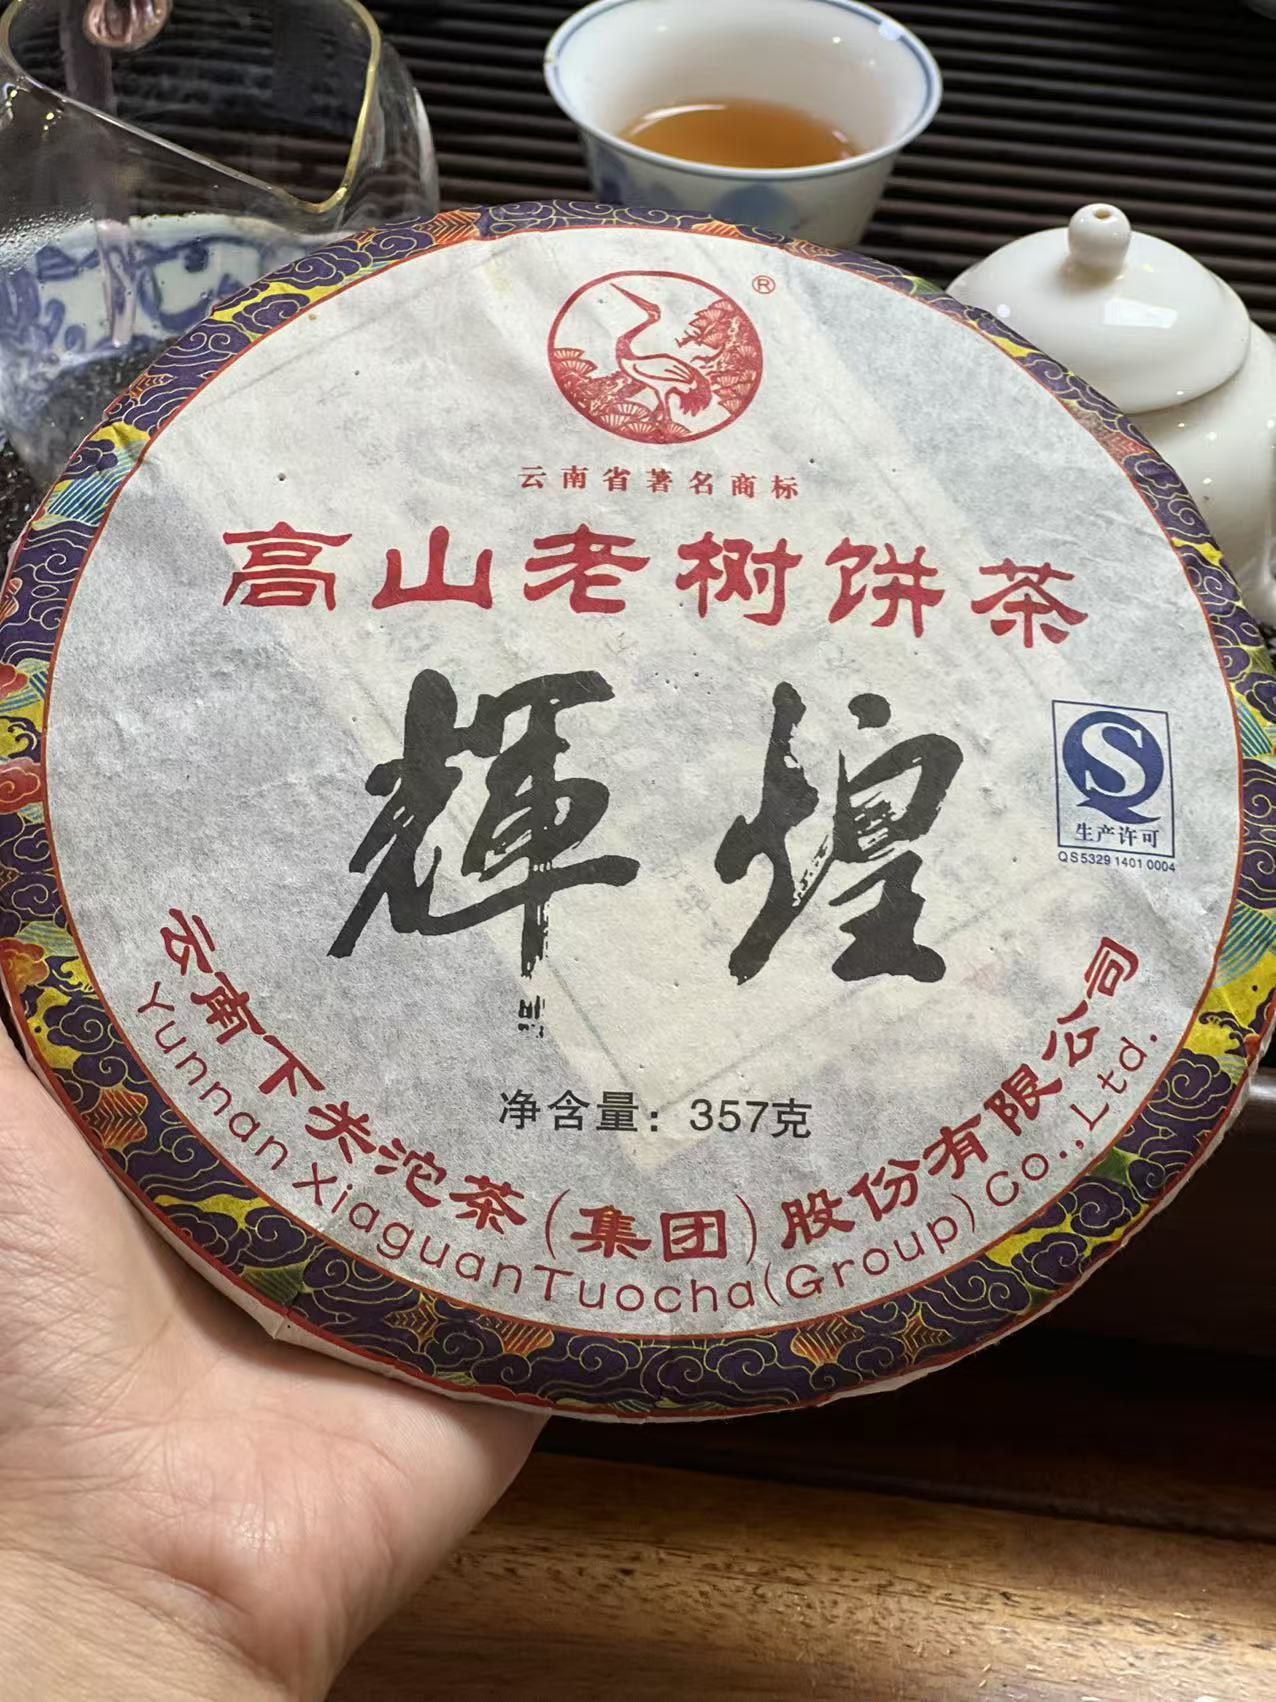 ®
云南省著名商标
高山老树饼茶
輝煌
S
生产许可
QS5329 1401 0004
净含量：357克
云南下关沱茶（集团）股份有限公司
Yunnan Xiaguan Tuocha (Group) Co., Ltd.